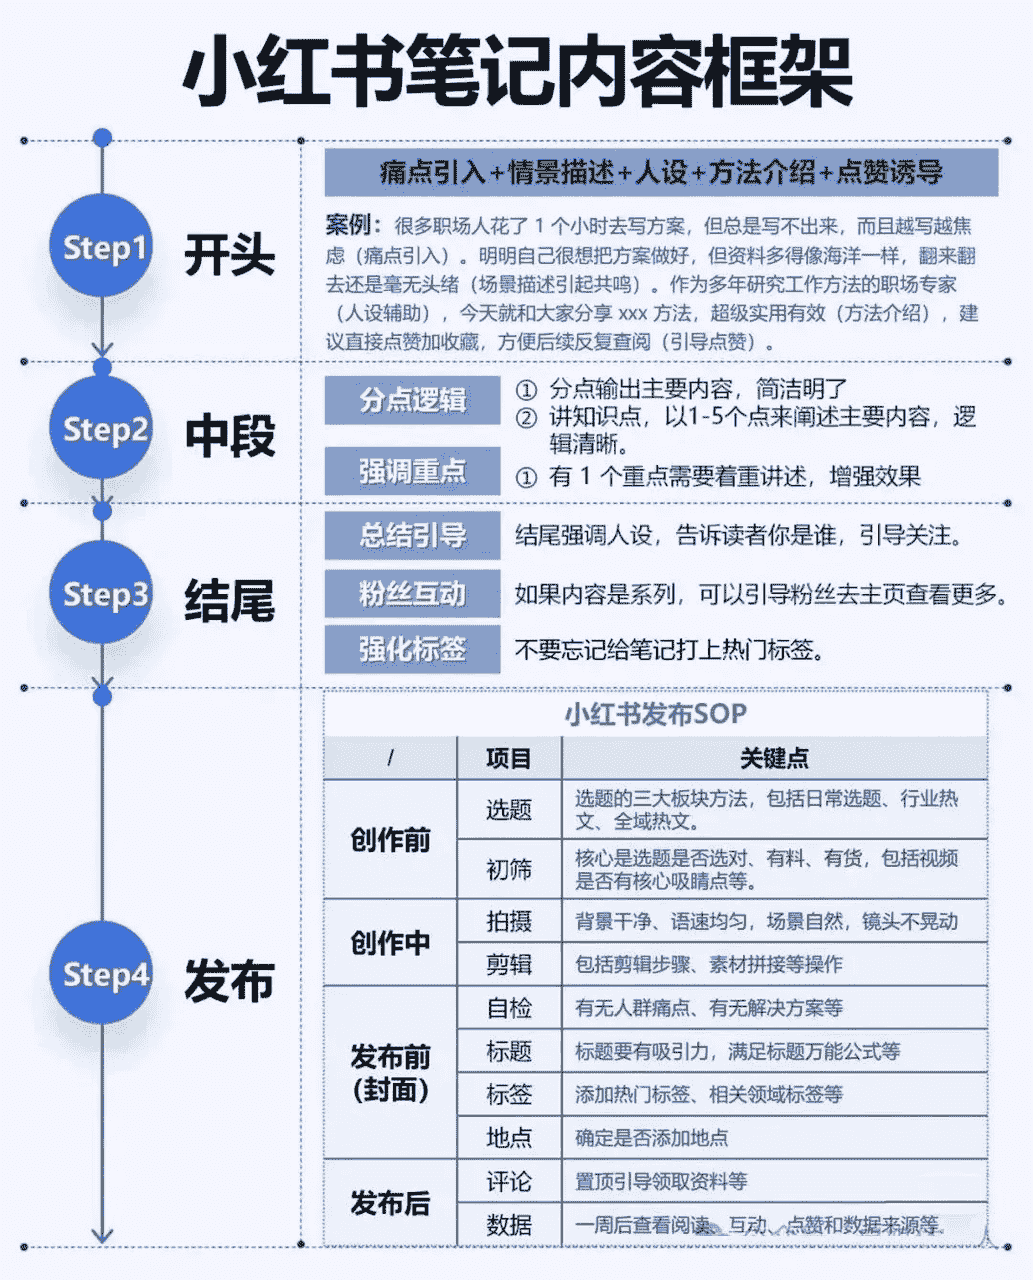 小红书笔记内容框架
Step1
开头
痛点引入+情景描述+人设+方法介绍+点赞诱导
案例：很多职场人花了 1 个小时去写方案，但总是写不出来，而且越写越焦
虑（痛点引入）。明明自己很想把方案做好，但资料多得像海洋一样，翻来翻
去还是毫无头绪（场景描述引起共鸣）。作为多年研究工作方法的职场专家
（人设辅助），今天就和大家分享 xxx 方法，超级实用有效（方法介绍），建
议直接点赞加收藏，方便后续反复查阅（引导点赞）。
Step2
中段
分点逻辑
① 分点输出主要内容，简洁明了
② 讲知识点，以1-5个点来阐述主要内容，逻
辑清晰。
强调重点
① 有 1 个重点需要着重讲述，增强效果
Step3
结尾
总结引导
结尾强调人设，告诉读者你是谁，引导关注。
粉丝互动
如果内容是系列，可以引导粉丝去主页查看更多。
强化标签
不要忘记给笔记打上热门标签。
Step4
发布
小红书发布SOP
/ 项目 关键点
创作前
选题
选题的三大板块方法，包括日常选题、行业热
文、全域热文。
初筛
核心是选题是否选对、有料、有货，包括视频
是否有核心吸睛点等。
创作中
拍摄
背景干净、语速均匀，场景自然，镜头不晃动
剪辑
包括剪辑步骤、素材拼接等操作
发布前
（封面）
自检
有无人群痛点、有无解决方案等
标题
标题要有吸引力，满足标题万能公式等
标签
添加热门标签、相关领域标签等
地点
确定是否添加地点
发布后
评论
置顶引导领取资料等
数据
一周后查看阅读、互动、点赞和数据来源等。